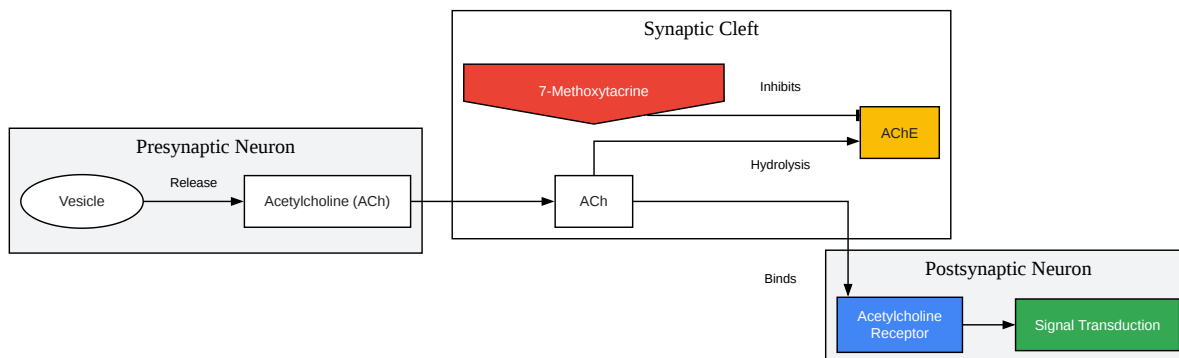 Synaptic Cleft
7-Methoxytacrine
Inhibits
AChE
Hydrolysis
ACh
Presynaptic Neuron
Release
Vesicle
Acetylcholine (ACh)
Binds
Postsynaptic Neuron
Acetylcholine
Receptor
Signal Transduction